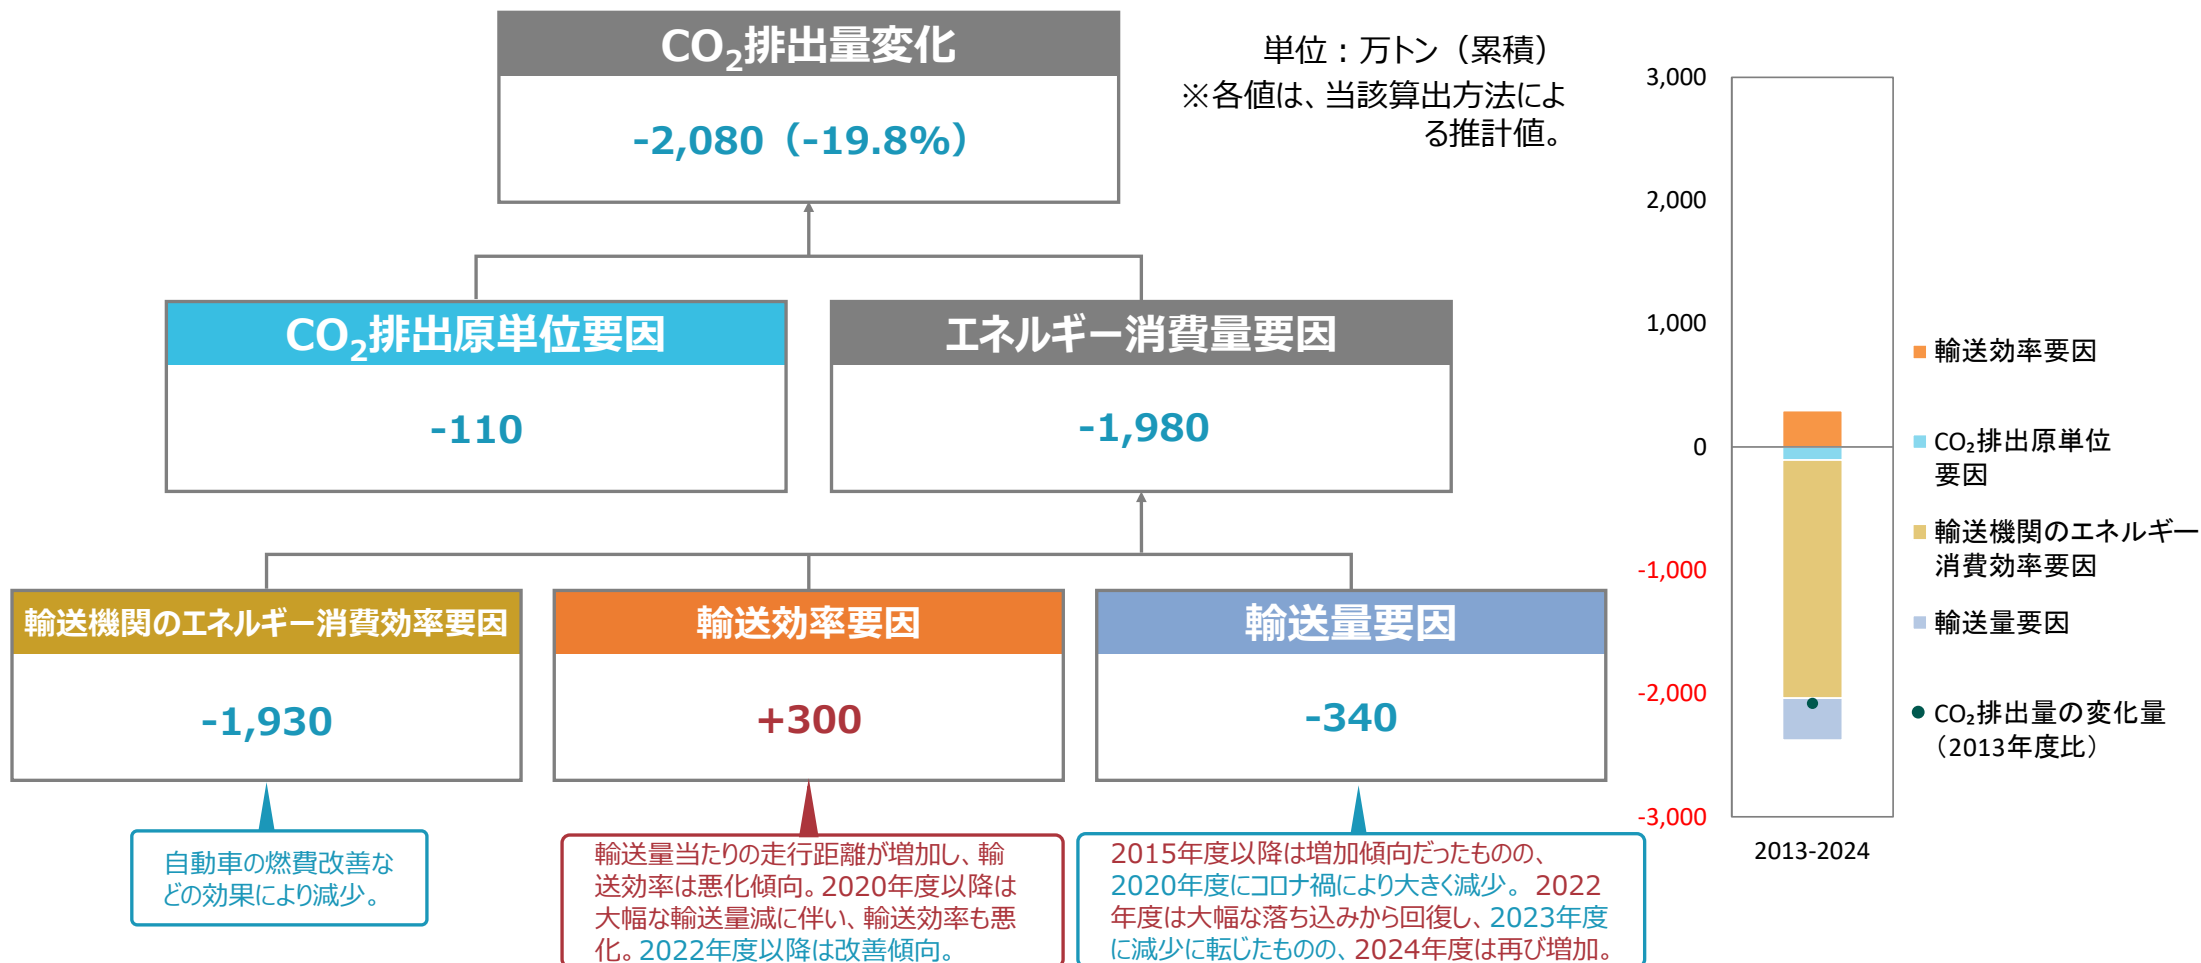 CO₂排出量変化
-2,080（-19.8%）
単位：万トン（累積）
※各値は、当該算出方法によ
る推計値。
CO₂排出原単位要因
-110
エネルギー消費量要因
-1,980
輸送機関のエネルギー消費効率要因
-1,930
輸送効率要因
+300
輸送量要因
-340
自動車の燃費改善な
どの効果により減少。
輸送量当たりの走行距離が増加し、輸
送効率は悪化傾向。2020年度以降は
大幅な輸送量減に伴い、輸送効率も悪
化。2022年度以降は改善傾向。
2015年度以降は増加傾向だったものの、
2020年度にコロナ禍により大きく減少。 2022
年度は大幅な落ち込みから回復し、2023年度
に減少に転じたものの、2024年度は再び増加。
3,000
2,000
1,000
0
-1,000
-2,000
-3,000
2013-2024
輸送効率要因
CO₂排出原単位
要因
輸送機関のエネルギー
消費効率要因
輸送量要因
CO₂排出量の変化量
（2013年度比）